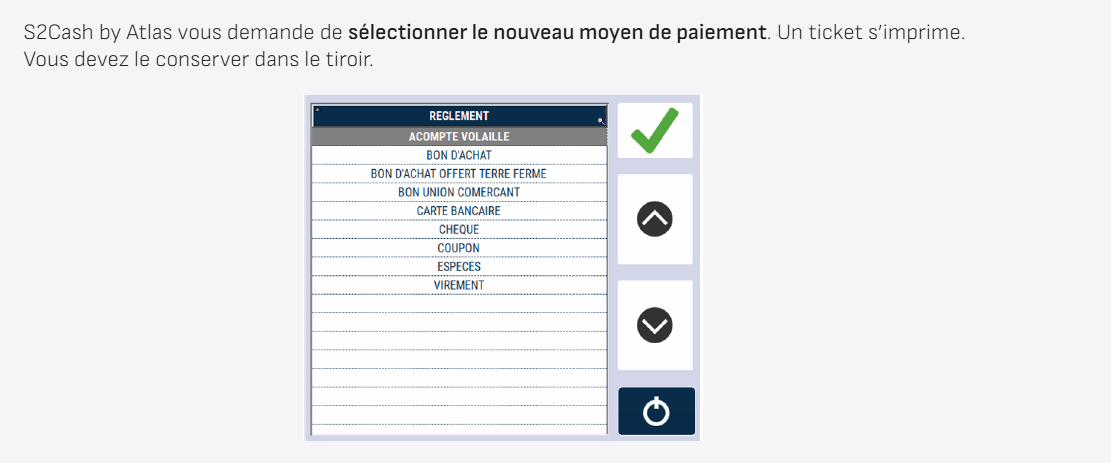 S2Cash by Atlas vous demande de sélectionner le nouveau moyen de paiement. Un ticket s’imprime.
Vous devez le conserver dans le tiroir.
REGLEMENT
ACOMPTE VOLAILLE
BON D'ACHAT
BON D'ACHAT OFFERT TERRE FERME
BON UNION COMERCANT
CARTE BANCAIRE
CHEQUE
COUPON
ESPECES
VIREMENT